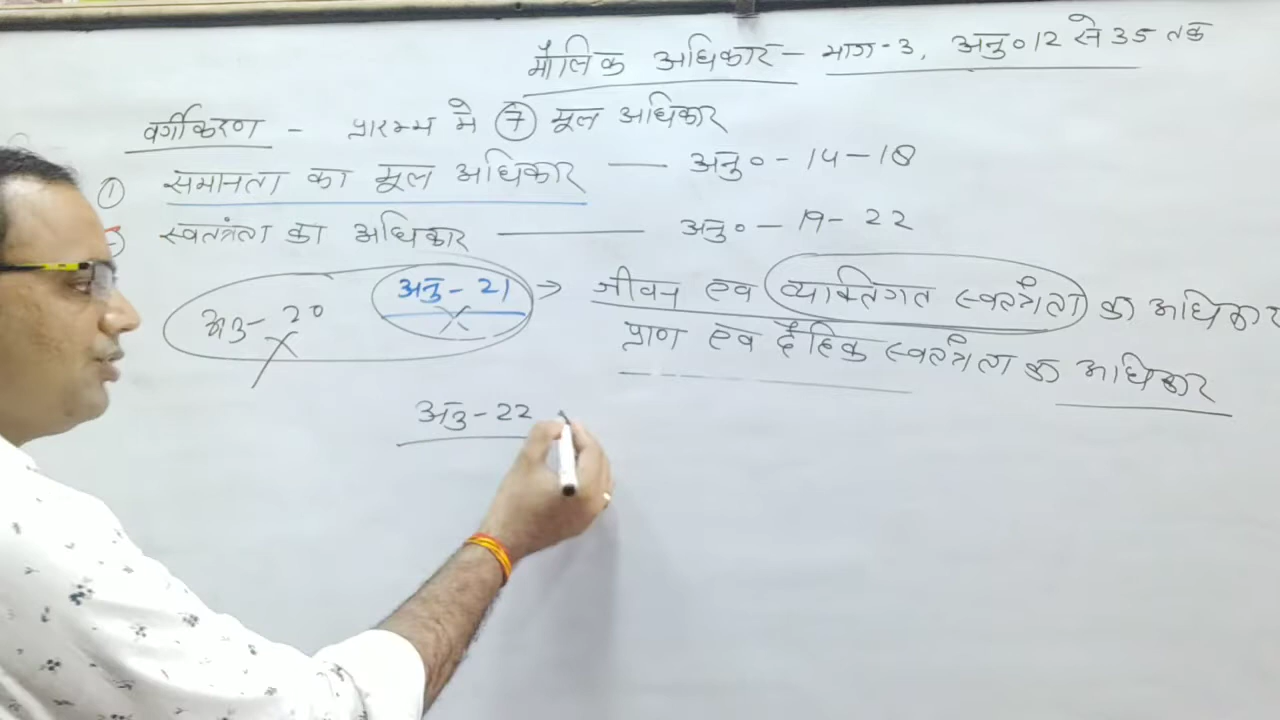 मौलिक अधिकार - भाग-3, अनु० 12 से 35 तक
वर्गीकरण - प्रारम्भ मे 7 मूल अधिकार
1 समानता का मूल अधिकार — अनु० - 14-18
स्वतंत्रता का अधिकार — अनु० - 19-22
अनु-20 अनु-21 → जीवन एव व्यक्तिगत स्वतंत्रता का अधिकार
प्राण एव दैहिक स्वतंत्रता का अधिकार
अनु-22